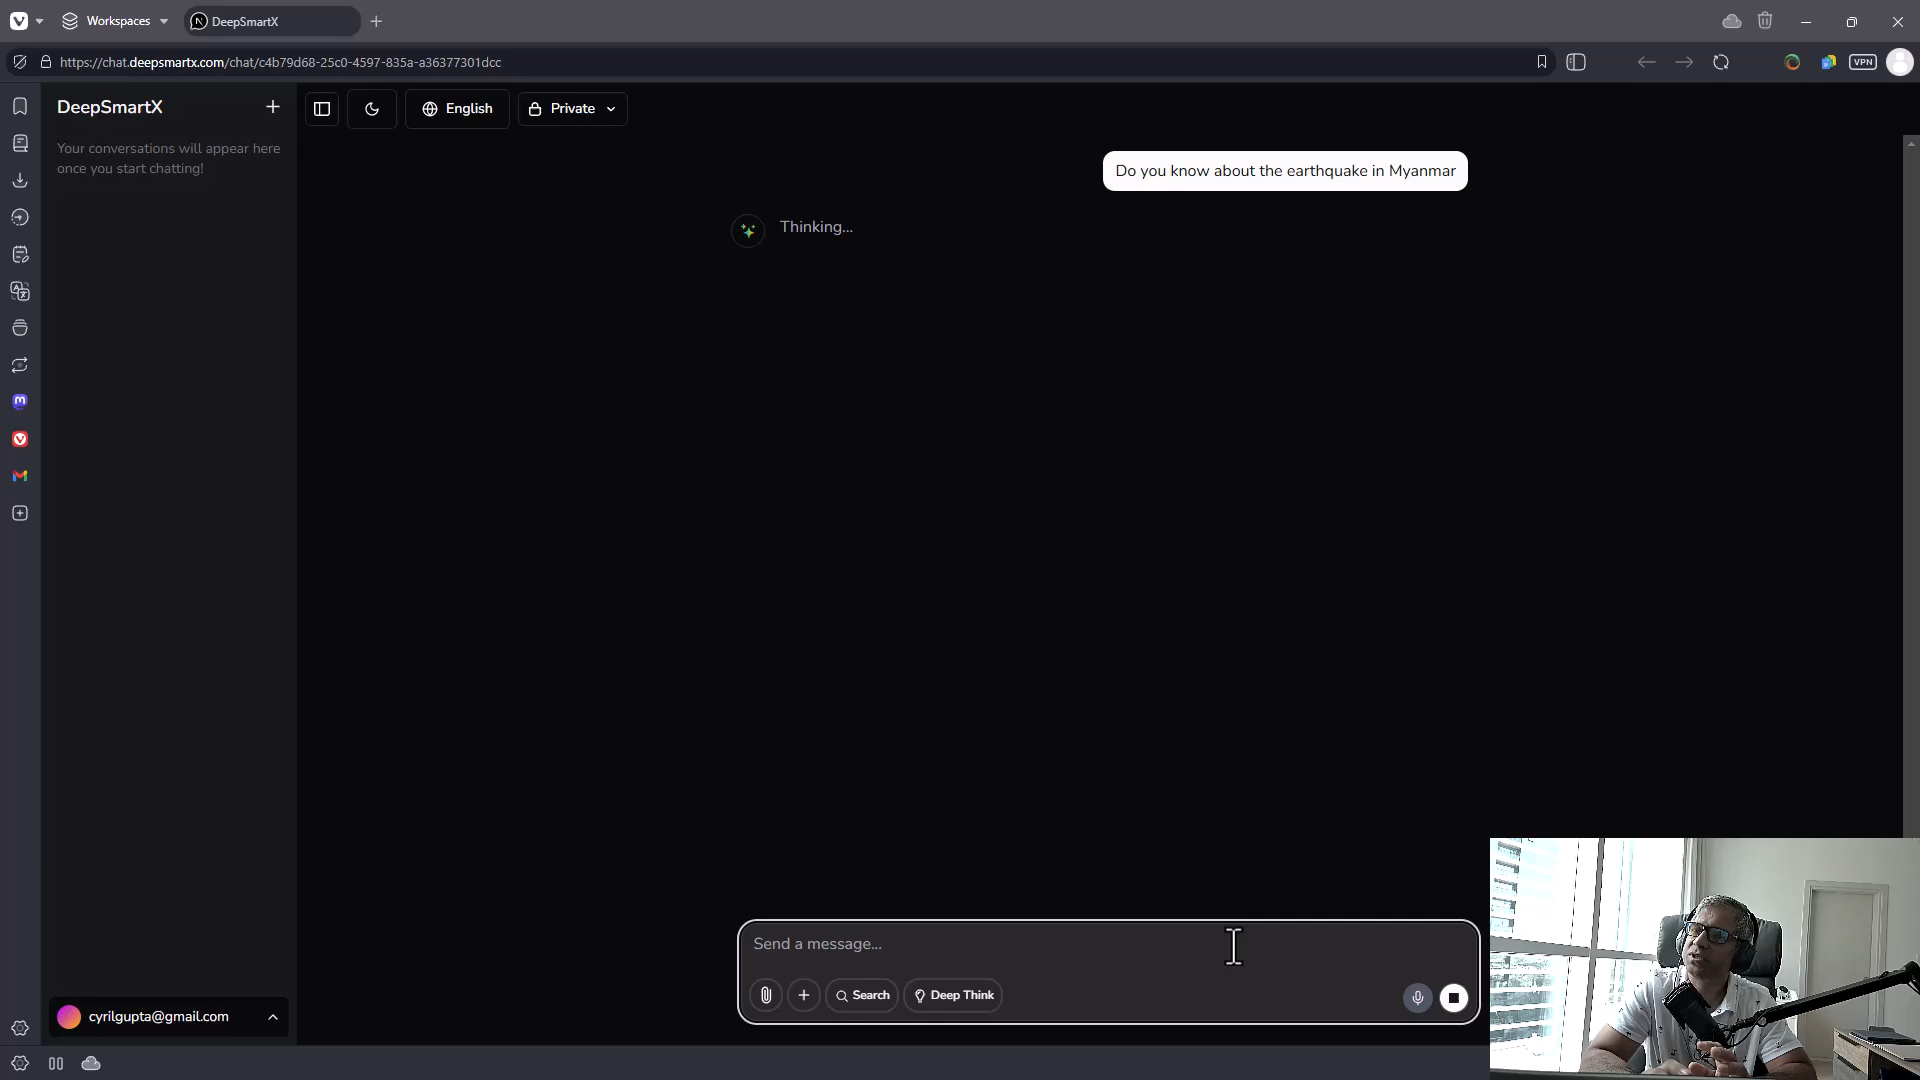 Workspaces
DeepSmartX
https://chat.deepsmartx.com/chat/c4b79d68-25c0-4597-835a-a36377301dcc
VPN
DeepSmartX
English
Private
Your conversations will appear here
once you start chatting!
Do you know about the earthquake in Myanmar
Thinking...
Send a message...
Search
Deep Think
cyrilgupta@gmail.com